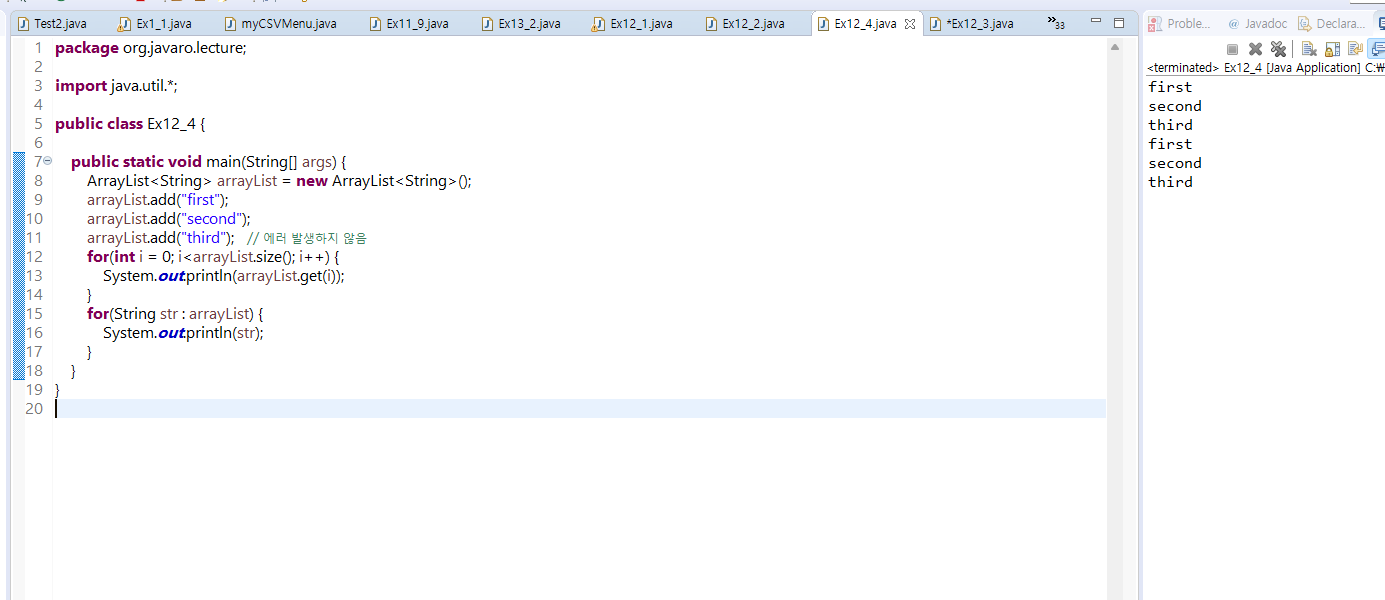 Test2.java Ex1_1.java myCSVMenu.java Ex11_9.java Ex13_2.java Ex12_1.java Ex12_2.java Ex12_4.java *Ex12_3.java »33
Proble... @ Javadoc Declara...
<terminated> Ex12_4 [Java Application] C:₩
1 package org.javaro.lecture;
2
3 import java.util.*;
4
5 public class Ex12_4 {
6
7 public static void main(String[] args) {
8 ArrayList<String> arrayList = new ArrayList<String>();
9 arrayList.add("first");
10 arrayList.add("second");
11 arrayList.add("third"); // 에러 발생하지 않음
12 for(int i = 0; i<arrayList.size(); i++) {
13 System.out.println(arrayList.get(i));
14 }
15 for(String str : arrayList) {
16 System.out.println(str);
17 }
18 }
19 }
20
first
second
third
first
second
third